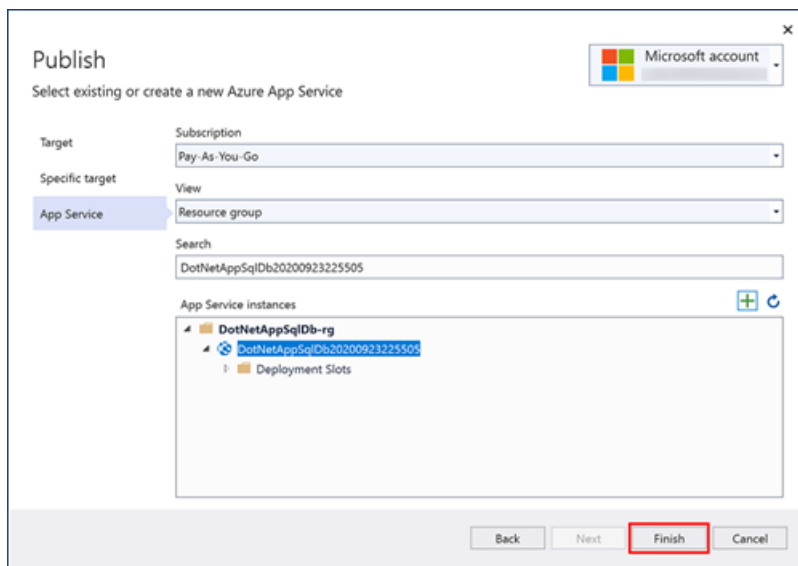 Publish
Microsoft account
Select existing or create a new Azure App Service
Target
Specific target
App Service
Subscription
Pay-As-You-Go
View
Resource group
Search
DotNetAppSqlDb20200923225505
App Service instances
DotNetAppSqlDb-rg
DotNetAppSqlDb20200923225505
Deployment Slots
Back
Next
Finish
Cancel